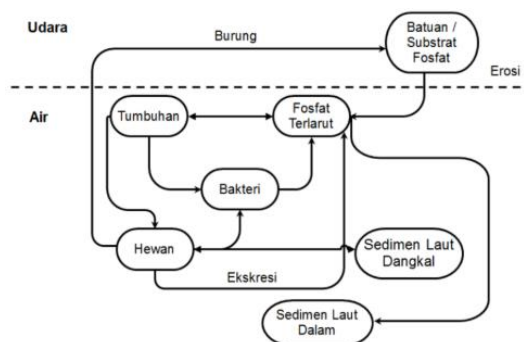 Udara
Burung
Batuan /
Substrat
Fosfat
Erosi
Air
Tumbuhan
Fosfat
Terlarut
Bakteri
Hewan
Sedimen Laut
Dangkal
Ekskresi
Sedimen Laut
Dalam